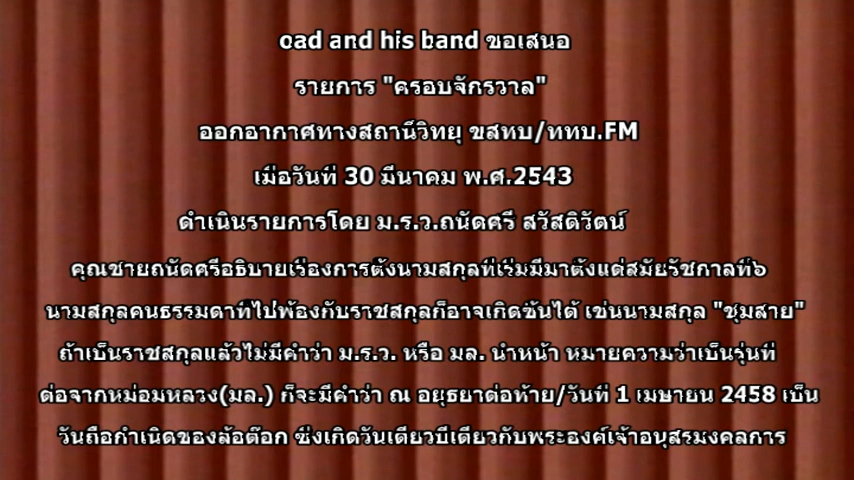 oad and his band ขอเสนอ
รายการ "ครอบจักรวาล"
ออกอากาศทางสถานีวิทยุ ขสทบ/ททบ.FM
เมื่อวันที่ 30 มีนาคม พ.ศ.2543
ดำเนินรายการโดย ม.ร.ว.ถนัดศรี สวัสดิวัตน์
คุณชายถนัดศรีอธิบายเรื่องการตั้งนามสกุลที่เริ่มมีมาตั้งแต่สมัยรัชกาลที่๖
นามสกุลคนธรรมดาที่ไปพ้องกับราชสกุลก็อาจเกิดขึ้นได้ เช่นนามสกุล "ชุมสาย"
ถ้าเป็นราชสกุลแล้วไม่มีคำว่า ม.ร.ว. หรือ มล. นำหน้า หมายความว่าเป็นรุ่นที่
ต่อจากหม่อมหลวง(มล.) ก็จะมีคำว่า ณ อยุธยาต่อท้าย/วันที่ 1 เมษายน 2458 เป็น
วันถือกำเนิดของล้อต๊อก ซึ่งเกิดวันเดียวปีเดียวกับพระองค์เจ้าอนุสรมงคลการ